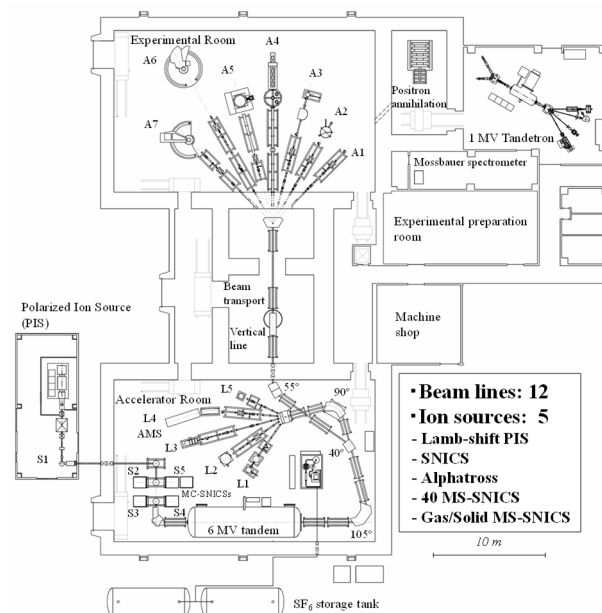 Experimental Room
A4
A6
A5
A3
A2
A7
A1
Positron
annihilation
1 MV Tandetron
Mossbauer spectrometer
Experimental preparation
room
Beam
transport
Vertical
line
Machine
shop
Polarized Ion Source
(PIS)
S1
Accelerator Room
L5
55°
90°
L4
AMS
L3
L2
L1
40°
S2
S5
MC-SNICSs
S3
S4
6 MV tandem
105°
SF6 storage tank
・Beam lines: 12
・Ion sources: 5
- Lamb-shift PIS
- SNICS
- Alphatross
- 40 MS-SNICS
- Gas/Solid MS-SNICS
10 m